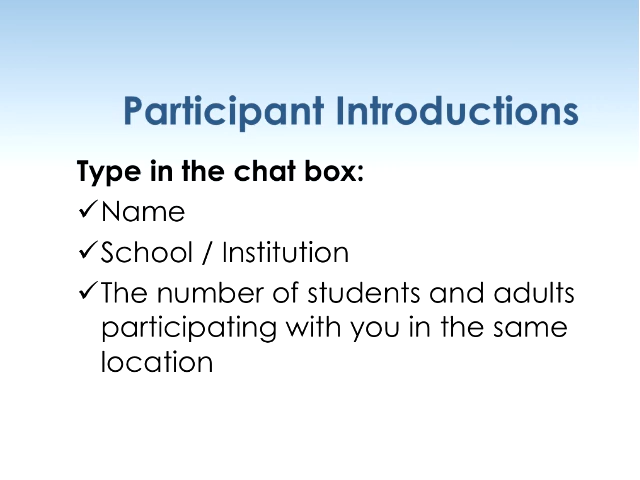 Participant Introductions
Type in the chat box:
✓Name
✓School / Institution
✓The number of students and adults
participating with you in the same
location